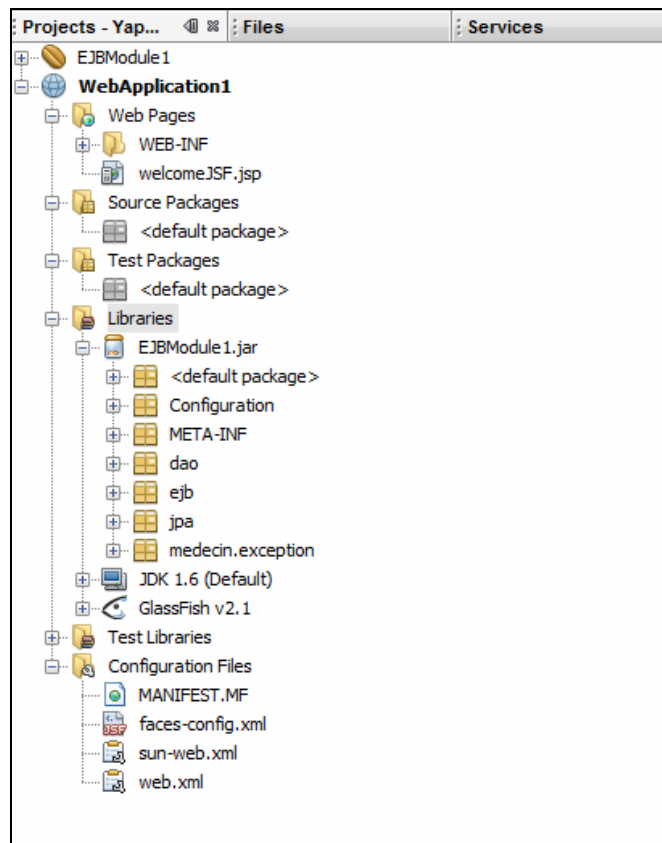 Projects - Yap... Files Services
EJBModule1
WebApplication1
Web Pages
WEB-INF
welcomeJSF.jsp
Source Packages
<default package>
Test Packages
<default package>
Libraries
EJBModule1.jar
<default package>
Configuration
META-INF
dao
ejb
jpa
medecin.exception
JDK 1.6 (Default)
GlassFish v2.1
Test Libraries
Configuration Files
MANIFEST.MF
faces-config.xml
sun-web.xml
web.xml